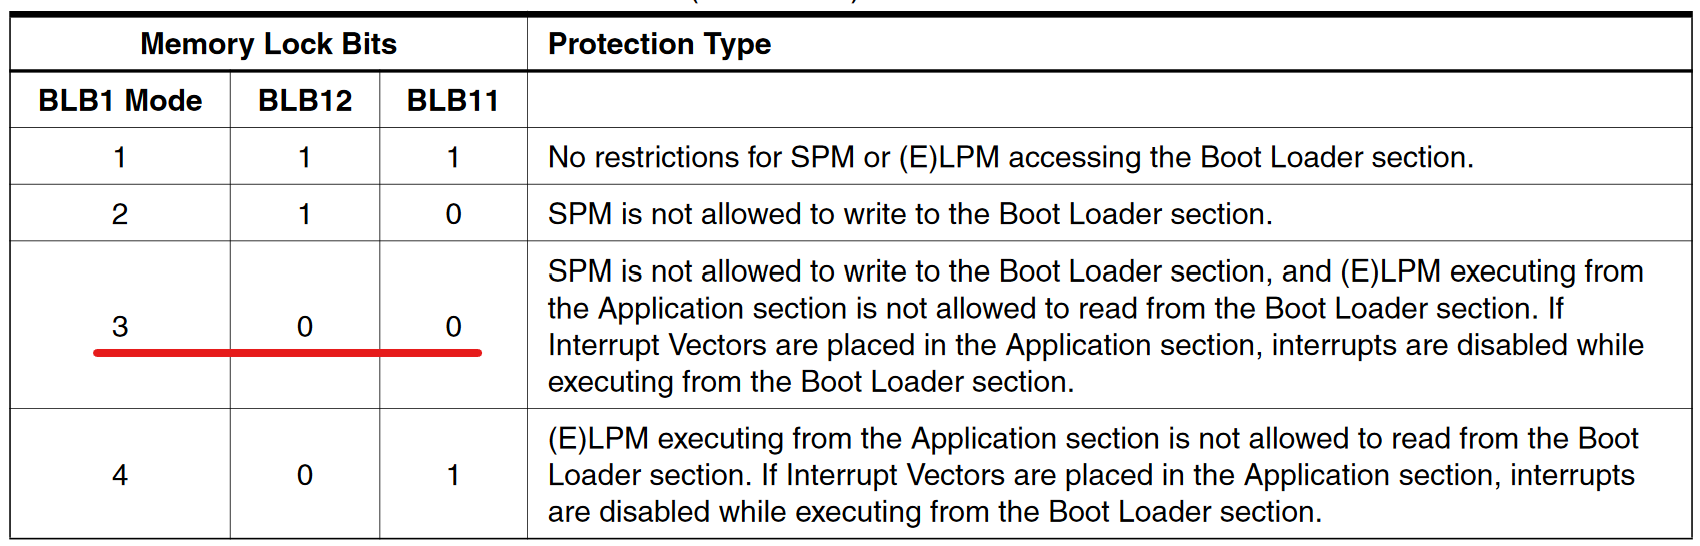 Memory Lock Bits Protection Type
BLB1 Mode BLB12 BLB11
1 1 1 No restrictions for SPM or (E)LPM accessing the Boot Loader section.
2 1 0 SPM is not allowed to write to the Boot Loader section.
SPM is not allowed to write to the Boot Loader section, and (E)LPM executing from
the Application section is not allowed to read from the Boot Loader section. If
3 0 0 Interrupt Vectors are placed in the Application section, interrupts are disabled while
executing from the Boot Loader section.
(E)LPM executing from the Application section is not allowed to read from the Boot
4 0 1 Loader section. If Interrupt Vectors are placed in the Application section, interrupts
are disabled while executing from the Boot Loader section.